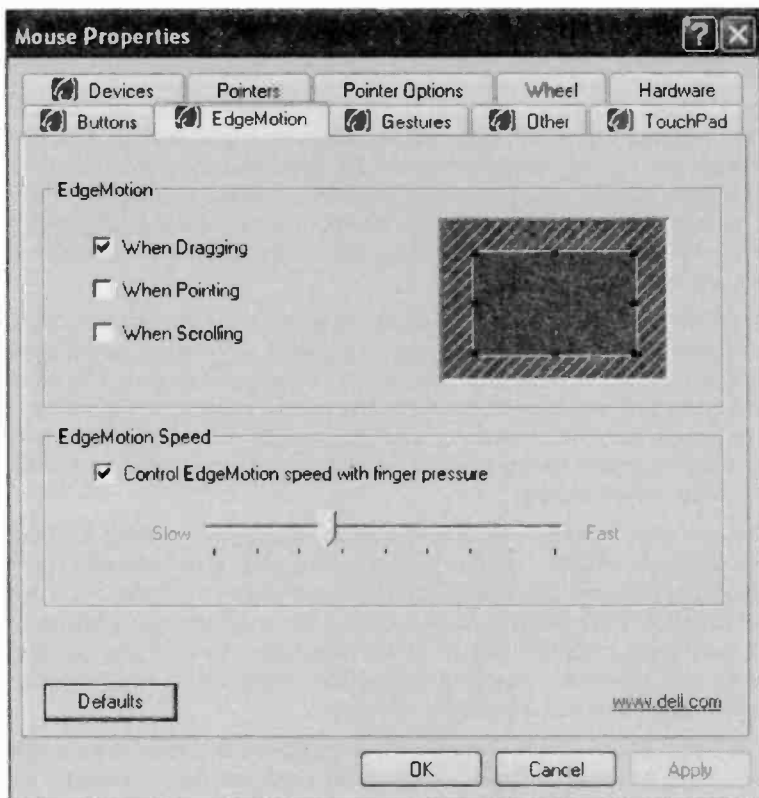 Mouse Properties
Devices Pointers Pointer Options Wheel Hardware
Buttons EdgeMotion Gestures Other TouchPad
EdgeMotion
When Dragging
When Pointing
When Scrolling
EdgeMotion Speed
Control EdgeMotion speed with finger pressure
Slow Fast
Defaults www.dell.com
OK Cancel Apply